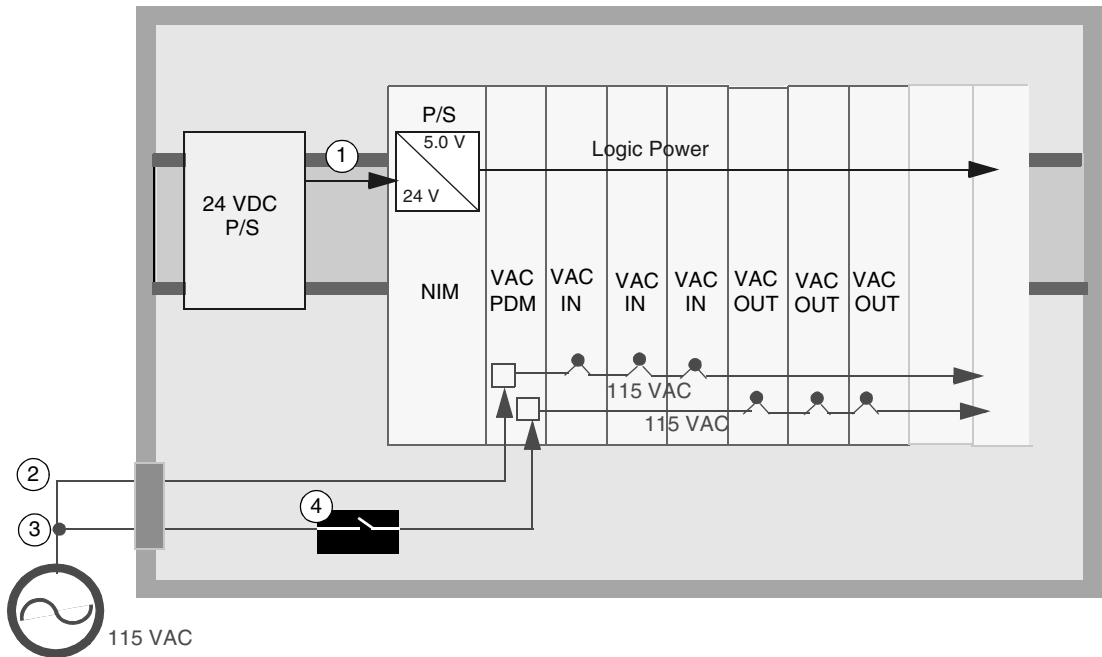 P/S
5.0 V
24 V
1
Logic Power
24 VDC
P/S
NIM
VAC
PDM
VAC
IN
VAC
IN
VAC
IN
VAC
OUT
VAC
OUT
VAC
OUT
115 VAC
115 VAC
2
4
3
115 VAC